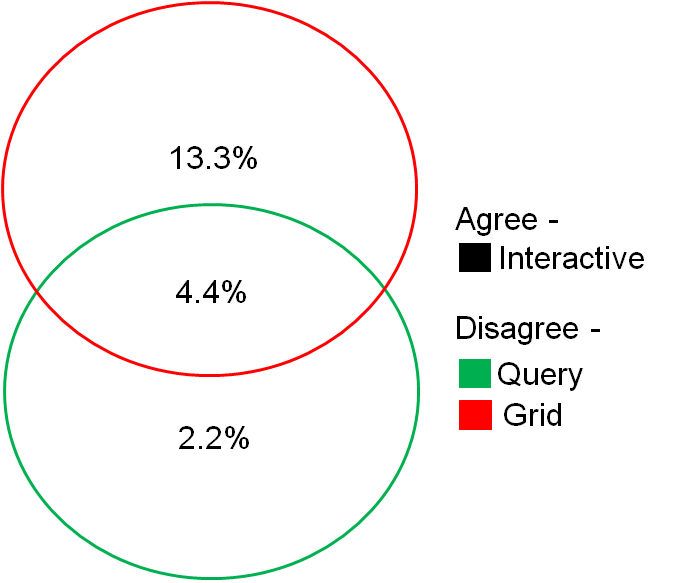 13.3%
4.4%
2.2%
Agree -
Interactive
Disagree -
Query
Grid